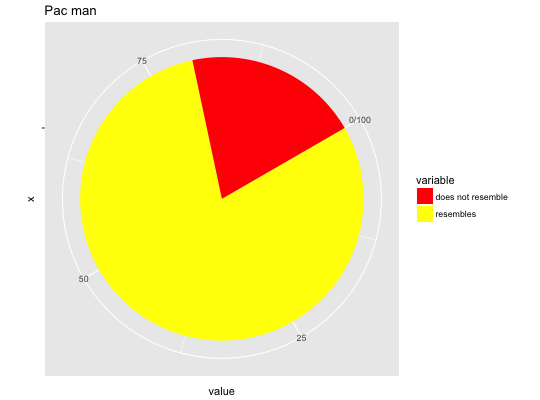 Pac man
75
0/100
x
50
25
value
variable
does not resemble
resembles